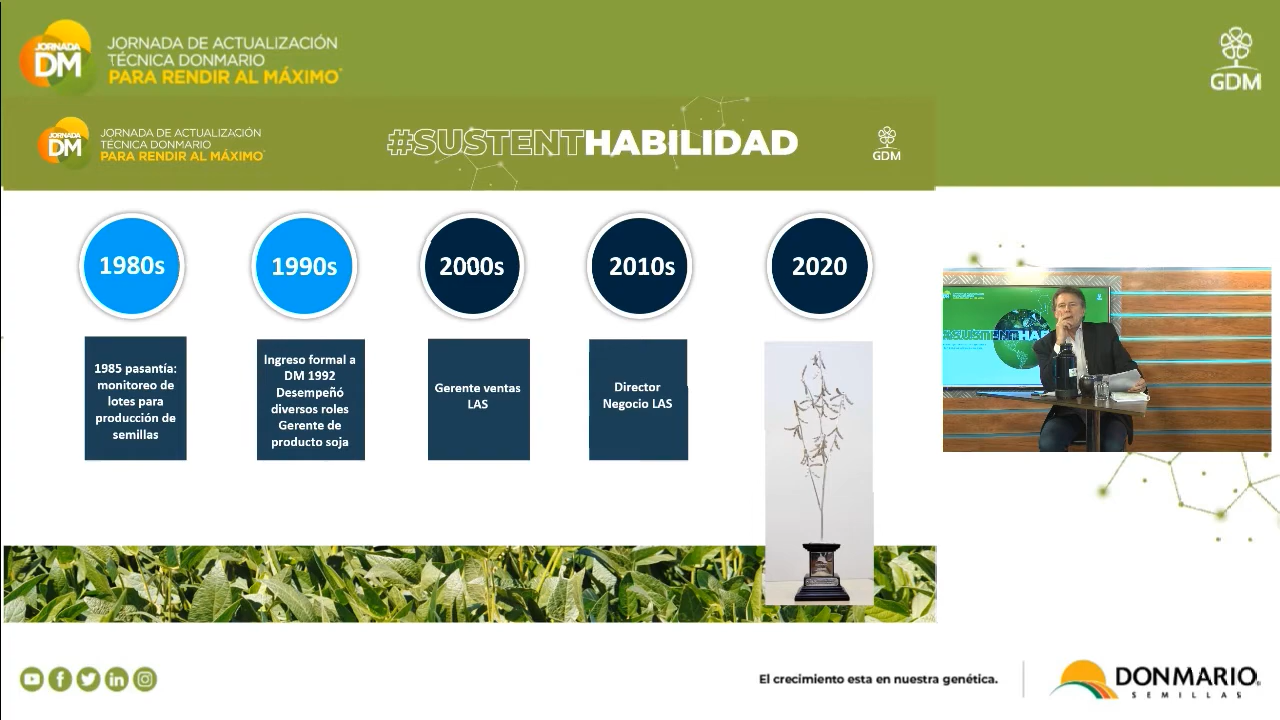 JORNADA
DM
JORNADA DE ACTUALIZACIÓN
TÉCNICA DONMARIO
PARA RENDIR AL MÁXIMO
GDM
JORNADA
DM
JORNADA DE ACTUALIZACIÓN
TÉCNICA DONMARIO
PARA RENDIR AL MÁXIMO
#SUSTENTHABILIDAD
GDM
1980s
1990s
2000s
2010s
2020
1985 pasantía:
monitoreo de
lotes para
producción de
semillas
Ingreso formal a
DM 1992
Desempeñó
diversos roles
Gerente de
producto soja
Gerente ventas
LAS
Director
Negocio LAS
#SUSTENTHAB
El crecimiento esta en nuestra genética.
DONMARIO
SEMILLAS